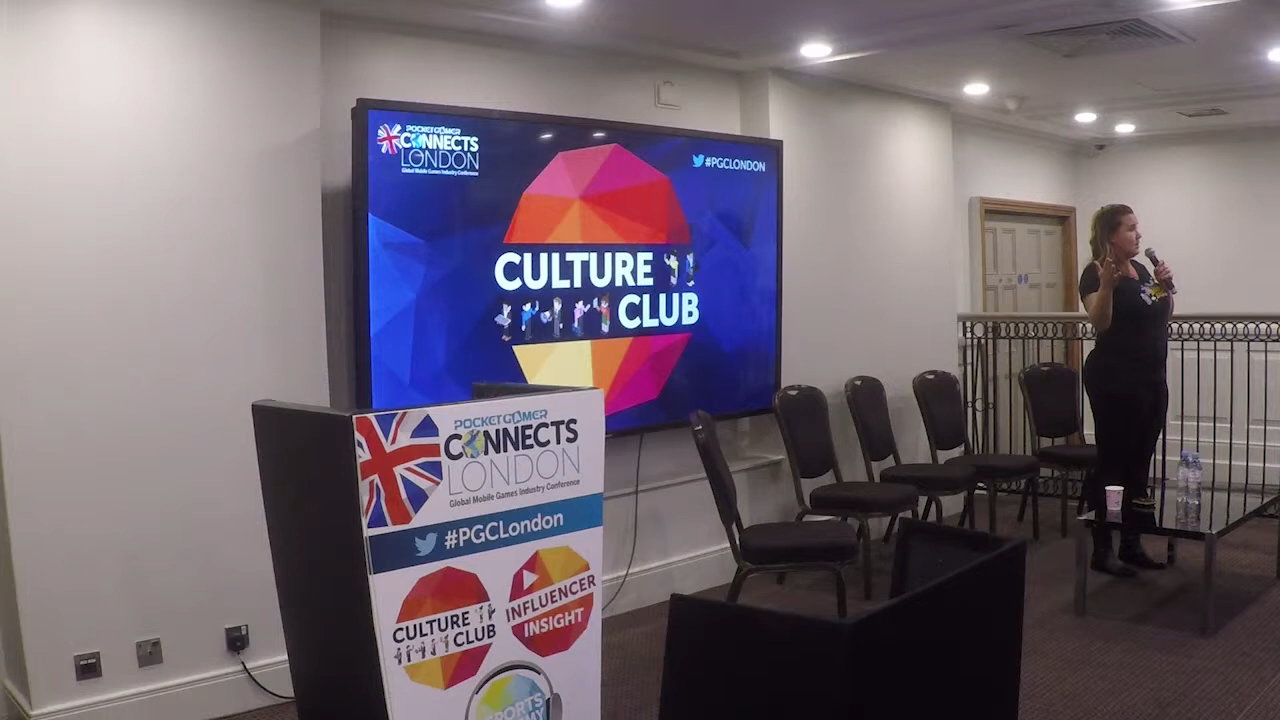 POCKET GAMER
CONNECTS
LONDON
Global Mobile Games Industry Conference
#PGCLONDON
CULTURE
CLUB
POCKET GAMER
CONNECTS
LONDON
Global Mobile Games Industry Conference
#PGCLondon
CULTURE
CLUB
INFLUENCER
INSIGHT